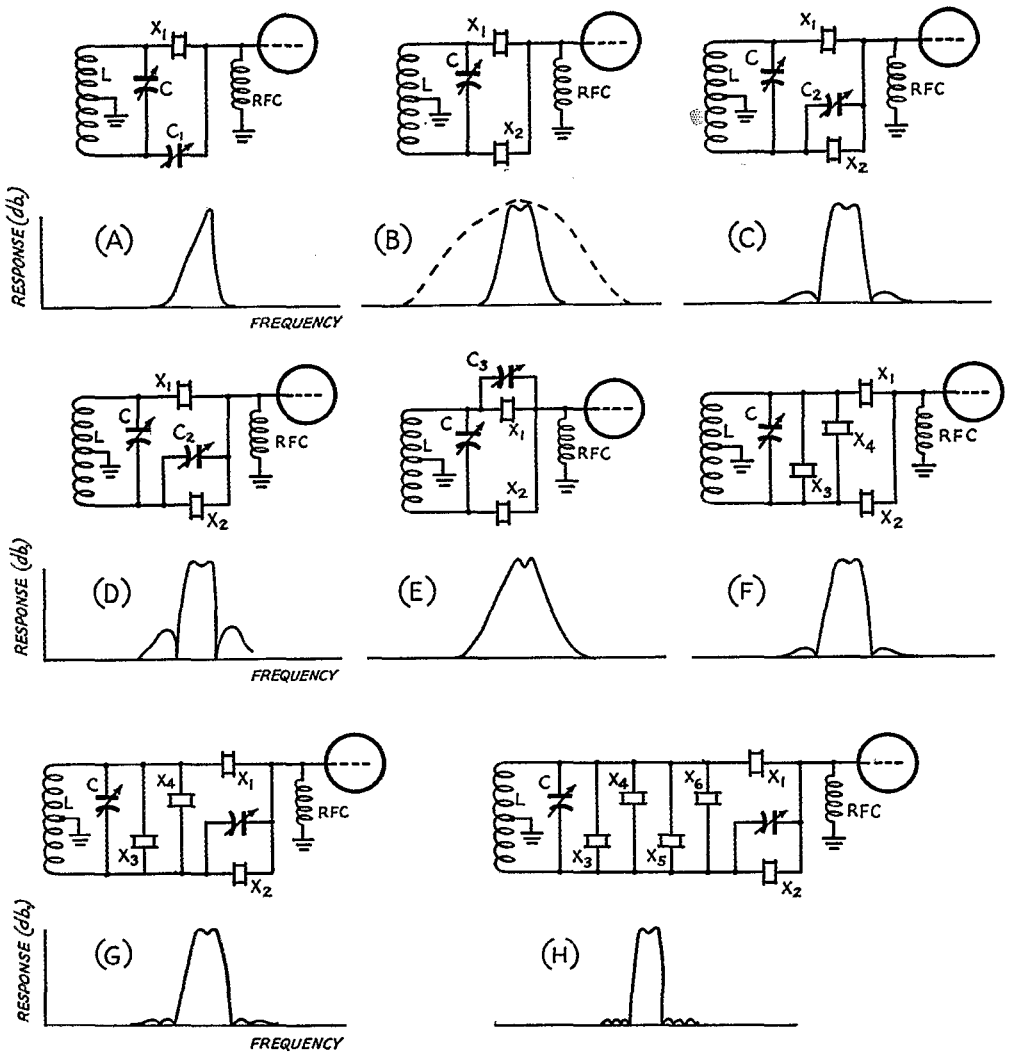 X1
L
C
C1
RFC
X1
L
C
X2
RFC
X1
L
C
C2
X2
RFC
RESPONSE (db.)
(A)
FREQUENCY
(B)
(C)
X1
C
L
C2
X2
RFC
C3
C
L
X1
X2
RFC
X1
C
L
X4
X3
X2
RFC
RESPONSE (db.)
(D)
FREQUENCY
(E)
(F)
C
L
X4
X1
X3
X2
RFC
C
L
X4
X6
X1
X3
X5
X2
RFC
RESPONSE (db.)
(G)
FREQUENCY
(H)